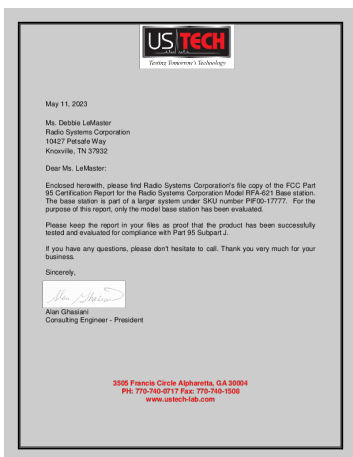 US TECH
Testing Tomorrow's Technology
May 11, 2023
Ms. Debbie LeMaster
Radio Systems Corporation
10427 Petsafe Way
Knoxville, TN 37932
Dear Ms. LeMaster:
Enclosed herewith, please find Radio Systems Corporation's file copy of the FCC Part
95 Certification Report for the Radio Systems Corporation Model RFA-621 Base station.
The base station is part of a larger system under SKU number PIF00-17777. For the
purpose of this report, only the model base station has been evaluated.
Please keep the report in your files as proof that the product has been successfully
tested and evaluated for compliance with Part 95 Subpart J.
If you have any questions, please don't hesitate to call. Thank you very much for your
business.
Sincerely,
Alan Ghasiani
Alan Ghasiani
Consulting Engineer - President
3505 Francis Circle Alpharetta, GA 30004
PH: 770-740-0717 Fax: 770-740-1508
www.ustech-lab.com